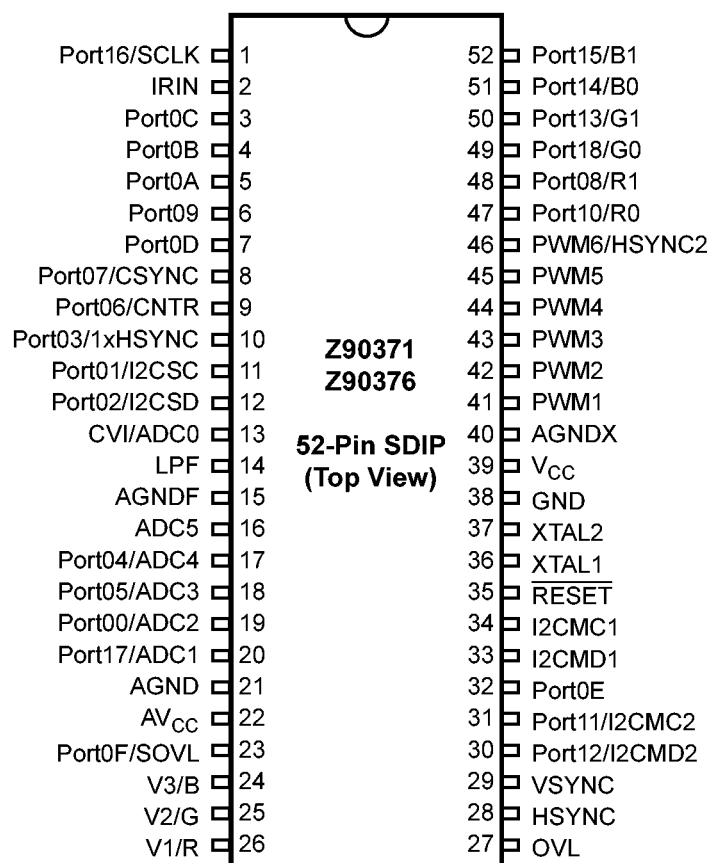 Port16/SCLK 1 52 Port15/B1
IRIN 2 51 Port14/B0
Port0C 3 50 Port13/G1
Port0B 4 49 Port18/G0
Port0A 5 48 Port08/R1
Port09 6 47 Port10/R0
Port0D 7 46 PWM6/HSYNC2
Port07/CSYNC 8 45 PWM5
Port06/CNTR 9 44 PWM4
Port03/1xHSYNC 10 43 PWM3
Z90371
Port01/I2CSC 11 42 PWM2
Z90376
Port02/I2CSD 12 41 PWM1
CVI/ADC0 13 40 AGNDX
52-Pin SDIP
LPF 14 39 VCC
(Top View)
AGNDF 15 38 GND
ADC5 16 37 XTAL2
Port04/ADC4 17 36 XTAL1
Port05/ADC3 18 35 RESET
Port00/ADC2 19 34 I2CMC1
Port17/ADC1 20 33 I2CMD1
AGND 21 32 Port0E
AVCC 22 31 Port11/I2CMC2
Port0F/SOVL 23 30 Port12/I2CMD2
V3/B 24 29 VSYNC
V2/G 25 28 HSYNC
V1/R 26 27 OVL